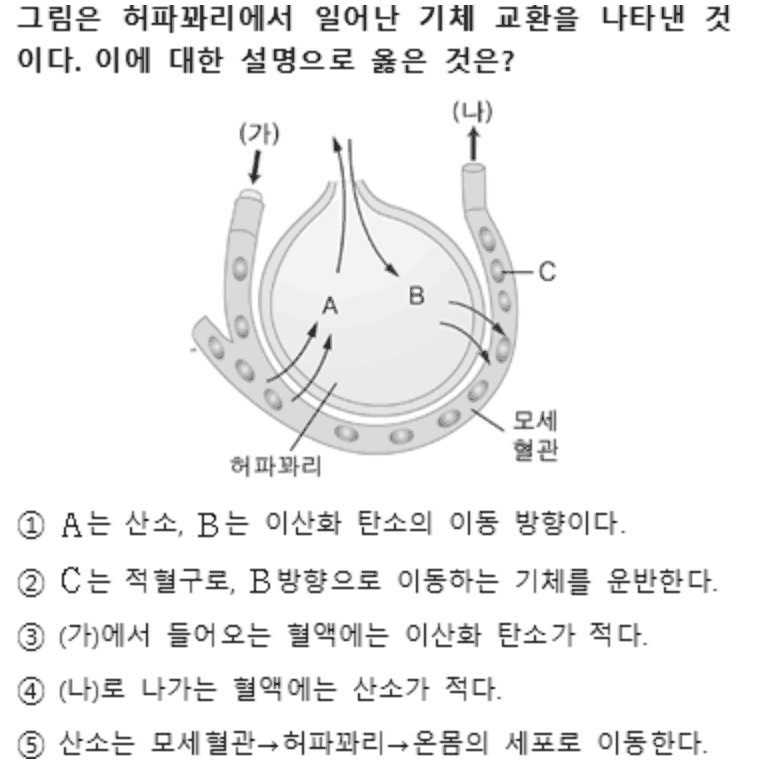 그림은 허파꽈리에서 일어난 기체 교환을 나타낸 것
이다. 이에 대한 설명으로 옳은 것은?
(가)
(나)
C
A
B
모세
혈관
허파꽈리
① A는 산소, B는 이산화 탄소의 이동 방향이다.
② C는 적혈구로, B방향으로 이동하는 기체를 운반한다.
③ (가)에서 들어오는 혈액에는 이산화 탄소가 적다.
④ (나)로 나가는 혈액에는 산소가 적다.
⑤ 산소는 모세혈관→허파꽈리→온몸의 세포로 이동한다.